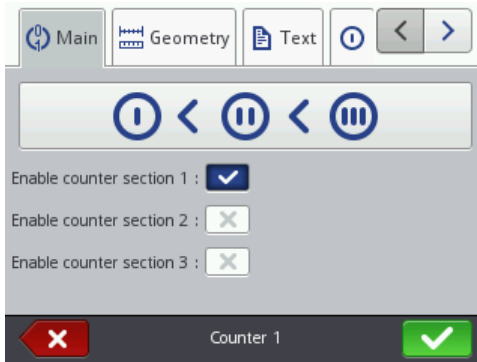 Main Geometry Text
Enable counter section 1 :
Enable counter section 2 :
Enable counter section 3 :
Counter 1